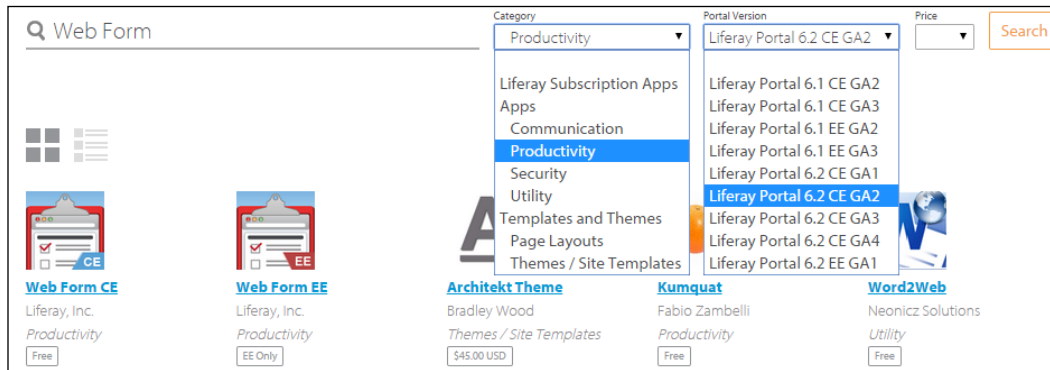 Category
Portal Version
Price
Web Form
Productivity
Liferay Portal 6.2 CE GA2
Search
Liferay Subscription Apps
Apps
Communication
Productivity
Security
Utility
Templates and Themes
Page Layouts
Themes / Site Templates
Liferay Portal 6.1 CE GA2
Liferay Portal 6.1 CE GA3
Liferay Portal 6.1 EE GA2
Liferay Portal 6.1 EE GA3
Liferay Portal 6.2 CE GA1
Liferay Portal 6.2 CE GA2
Liferay Portal 6.2 CE GA3
Liferay Portal 6.2 CE GA4
Liferay Portal 6.2 EE GA1
CE
Web Form CE
Liferay, Inc.
Productivity
Free
EE
Web Form EE
Liferay, Inc.
Productivity
EE Only
A
Architekt Theme
Bradley Wood
Themes / Site Templates
$45.00 USD
Kumquat
Fabio Zambelli
Productivity
Free
W
Word2Web
Neonicz Solutions
Utility
Free